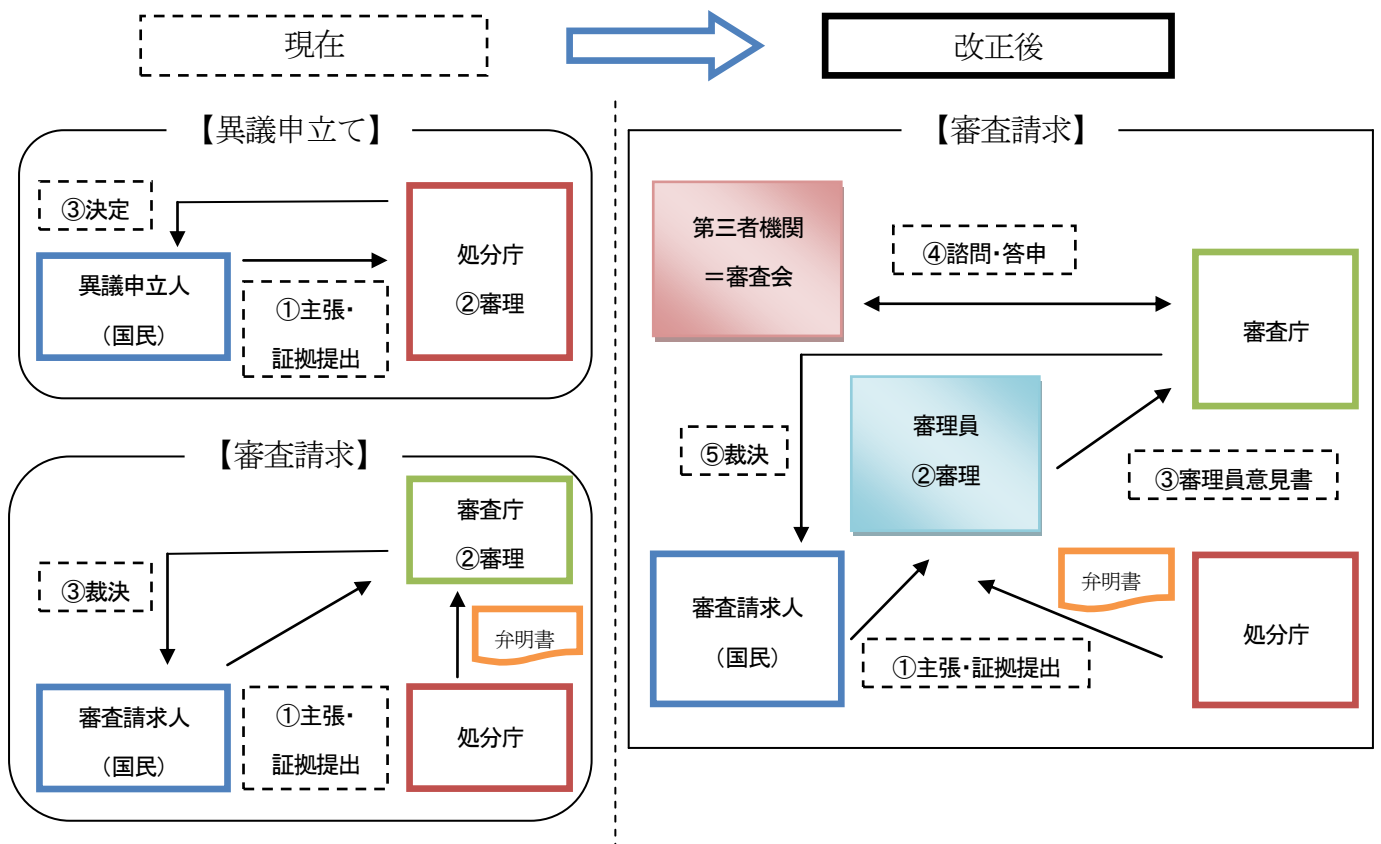 現在
改正後
【異議申立て】
③決定
異議申立人
（国民）
①主張・
証拠提出
処分庁
②審理
【審査請求】
審査庁
②審理
③裁決
弁明書
審査請求人
（国民）
①主張・
証拠提出
処分庁
【審査請求】
第三者機関
＝審査会
④諮問・答申
審査庁
⑤裁決
審理員
②審理
③審理員意見書
審査請求人
（国民）
①主張・証拠提出
弁明書
処分庁